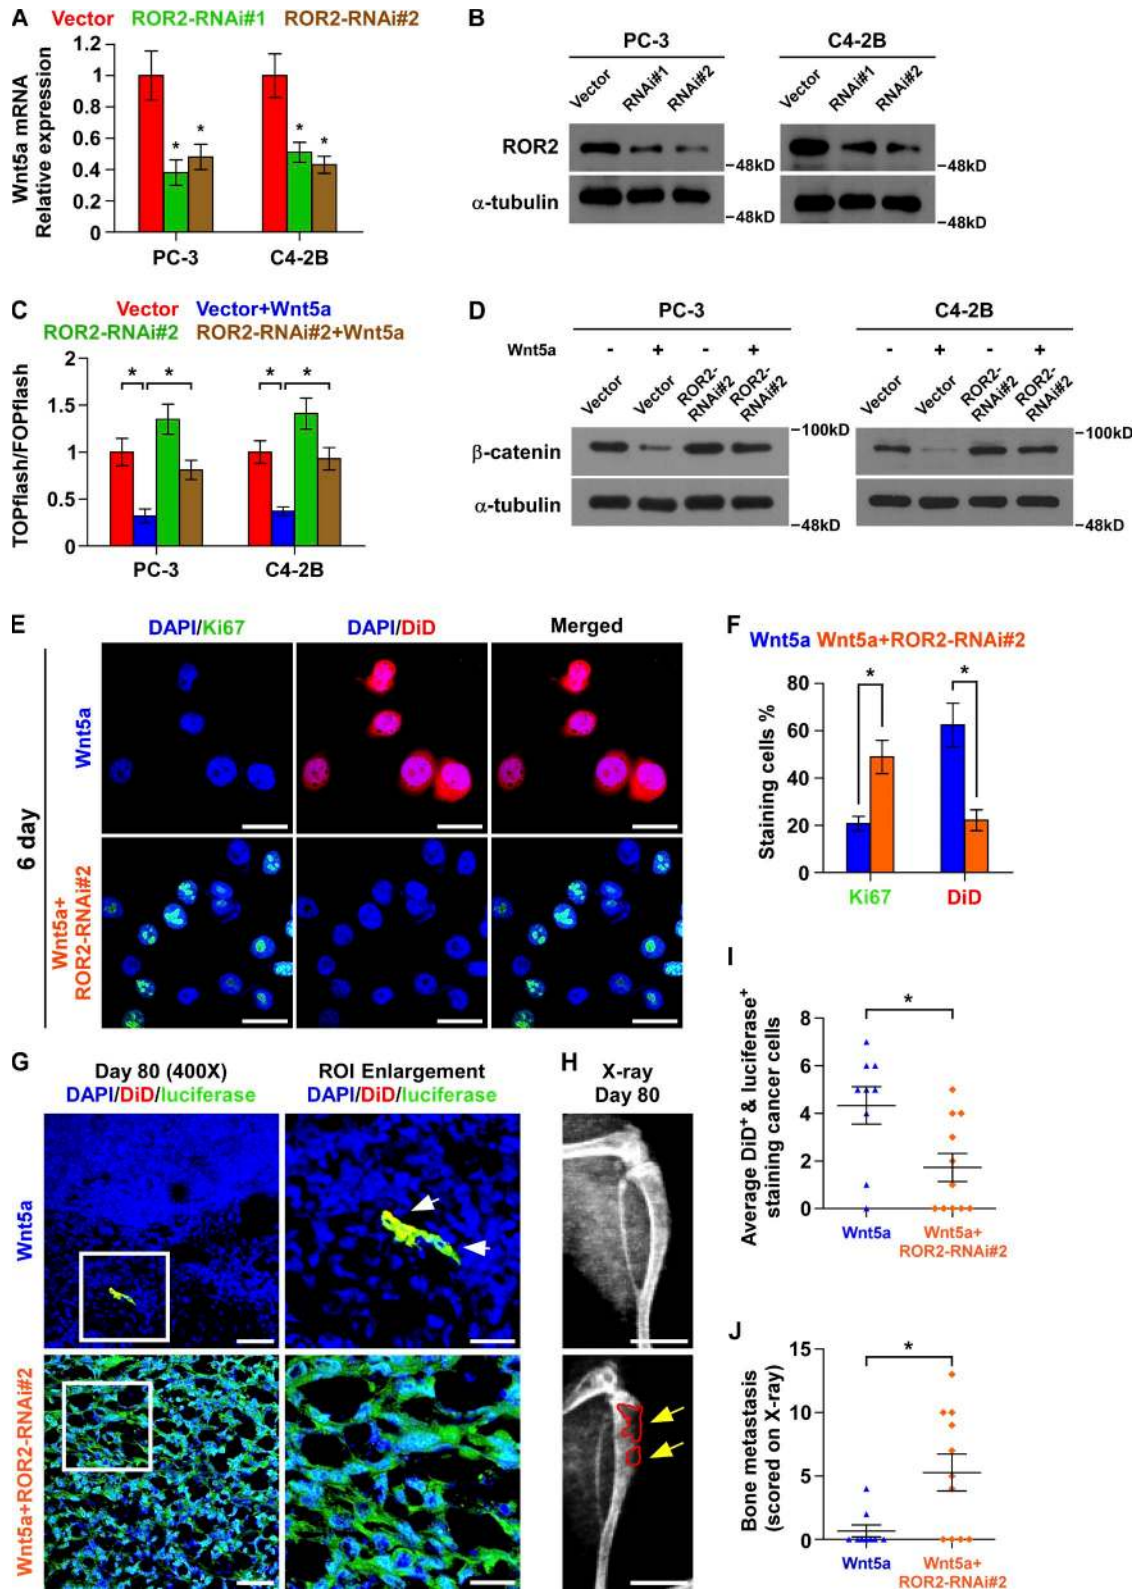 A
Vector ROR2-RNAi#1 ROR2-RNAi#2
Wnt5a mRNA
Relative expression
1.2
1
0.8
0.6
0.4
0.2
0
* * * *
PC-3 C4-2B
B
PC-3 C4-2B
Vector RNAi#1 RNAi#2 Vector RNAi#1 RNAi#2
ROR2
-48kD -48kD
α-tubulin
-48kD -48kD
C
Vector Vector+Wnt5a
ROR2-RNAi#2 ROR2-RNAi#2+Wnt5a
TOPflash/FOPflash
2
1.5
1
0.5
0
* * * *
PC-3 C4-2B
D
PC-3 C4-2B
Wnt5a - + - + - + - +
Vector Vector ROR2-RNAi#2 ROR2-RNAi#2 Vector Vector ROR2-RNAi#2 ROR2-RNAi#2
-100kD -100kD
β-catenin
α-tubulin
-48kD -48kD
E
DAPI/Ki67 DAPI/DiD Merged
6 day
Wnt5a
Wnt5a+
ROR2-RNAi#2
F
Wnt5a Wnt5a+ROR2-RNAi#2
Staining cells %
80
60
40
20
0
* *
Ki67 DiD
G
Day 80 (400X) ROI Enlargement
DAPI/DiD/luciferase DAPI/DiD/luciferase
Wnt5a
Wnt5a+ROR2-RNAi#2
H
X-ray
Day 80
I
Average DiD+ & luciferase+
staining cancer cells
8
6
4
2
0
*
Wnt5a Wnt5a+
ROR2-RNAi#2
J
Bone metastasis
(scored on X-ray)
15
10
5
0
*
Wnt5a Wnt5a+
ROR2-RNAi#2